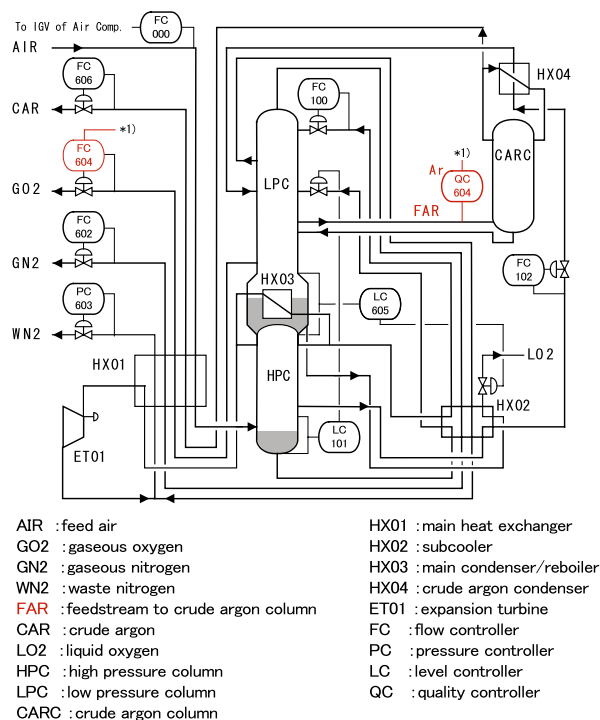 To IGV of Air Comp.
FC 000
AIR
FC 606
CAR
*1)
FC 604
GO2
FC 602
GN2
PC 603
WN2
HX01
ET01
FC 100
LPC
HX03
HPC
LC 101
LC 605
HX04
CARC
*1)
Ar
QC 604
FAR
FC 102
LO2
HX02
AIR :feed air
GO2 :gaseous oxygen
GN2 :gaseous nitrogen
WN2 :waste nitrogen
FAR :feedstream to crude argon column
CAR :crude argon
LO2 :liquid oxygen
HPC :high pressure column
LPC :low pressure column
CARC :crude argon column
HX01 :main heat exchanger
HX02 :subcooler
HX03 :main condenser/reboiler
HX04 :crude argon condenser
ET01 :expansion turbine
FC :flow controller
PC :pressure controller
LC :level controller
QC :quality controller